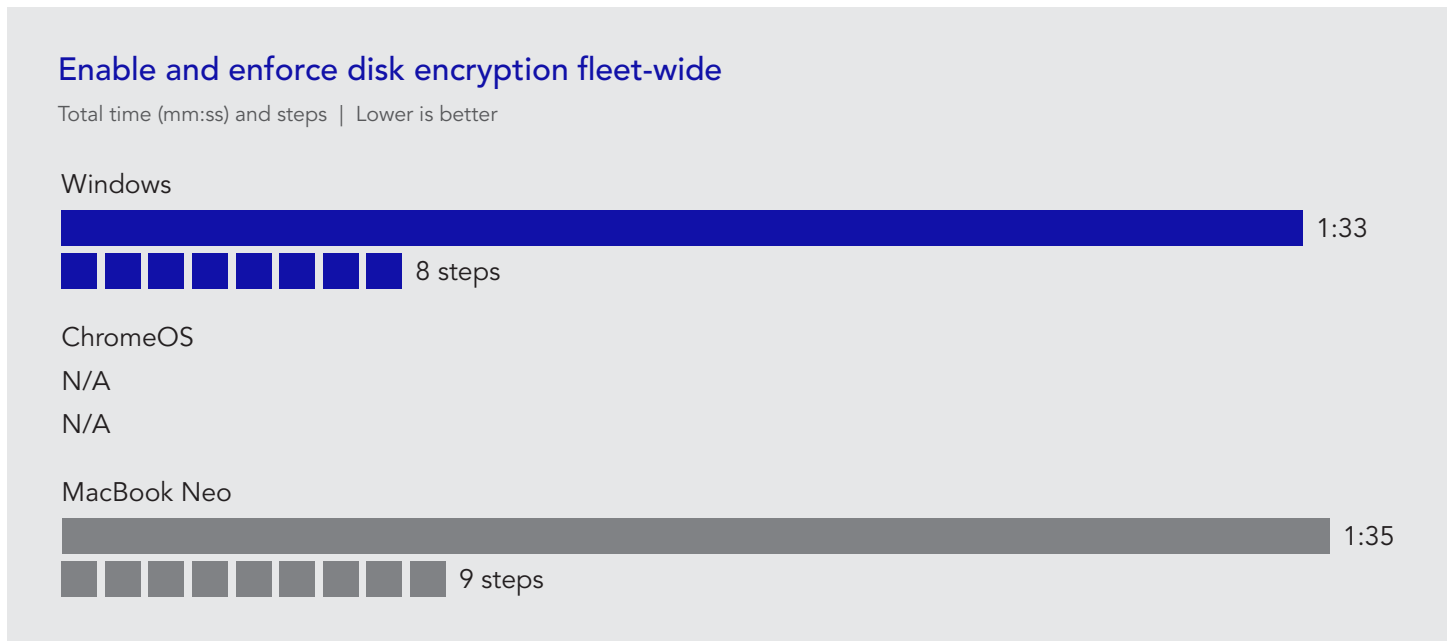 Enable and enforce disk encryption fleet-wide
Total time (mm:ss) and steps | Lower is better
Windows
1:33
8 steps
ChromeOS
N/A
N/A
MacBook Neo
1:35
9 steps